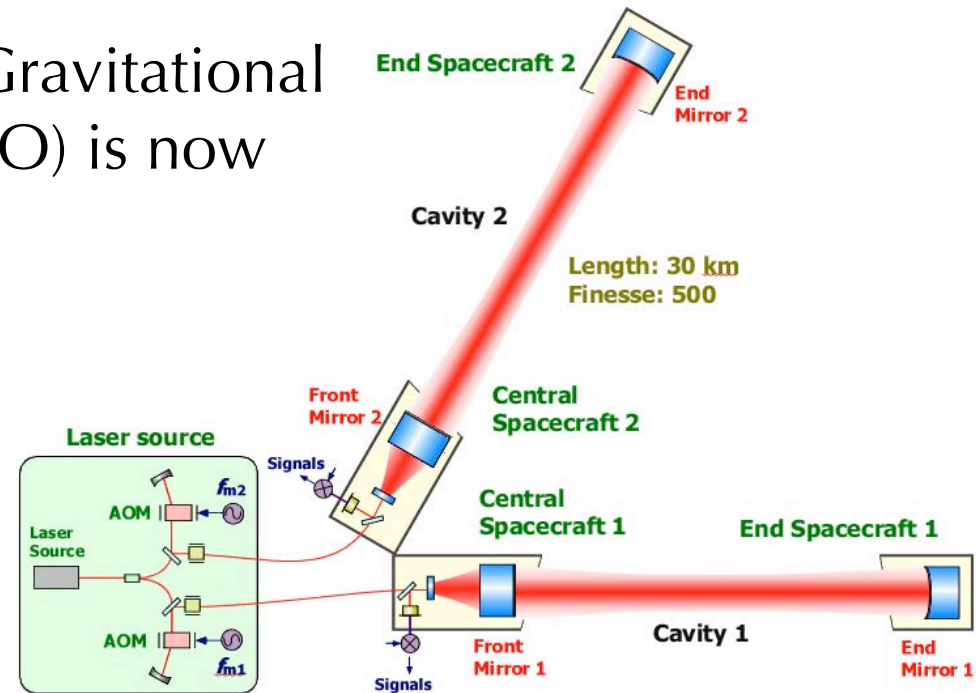 Gravitational
O) is now
End Spacecraft 2
End
Mirror 2
Cavity 2
Length: 30 km
Finesse: 500
Front
Mirror 2
Central
Spacecraft 2
Laser source
Signals
fm2
AOM
Laser
Source
Central
Spacecraft 1
End Spacecraft 1
AOM
fm1
Signals
Front
Mirror 1
Cavity 1
End
Mirror 1